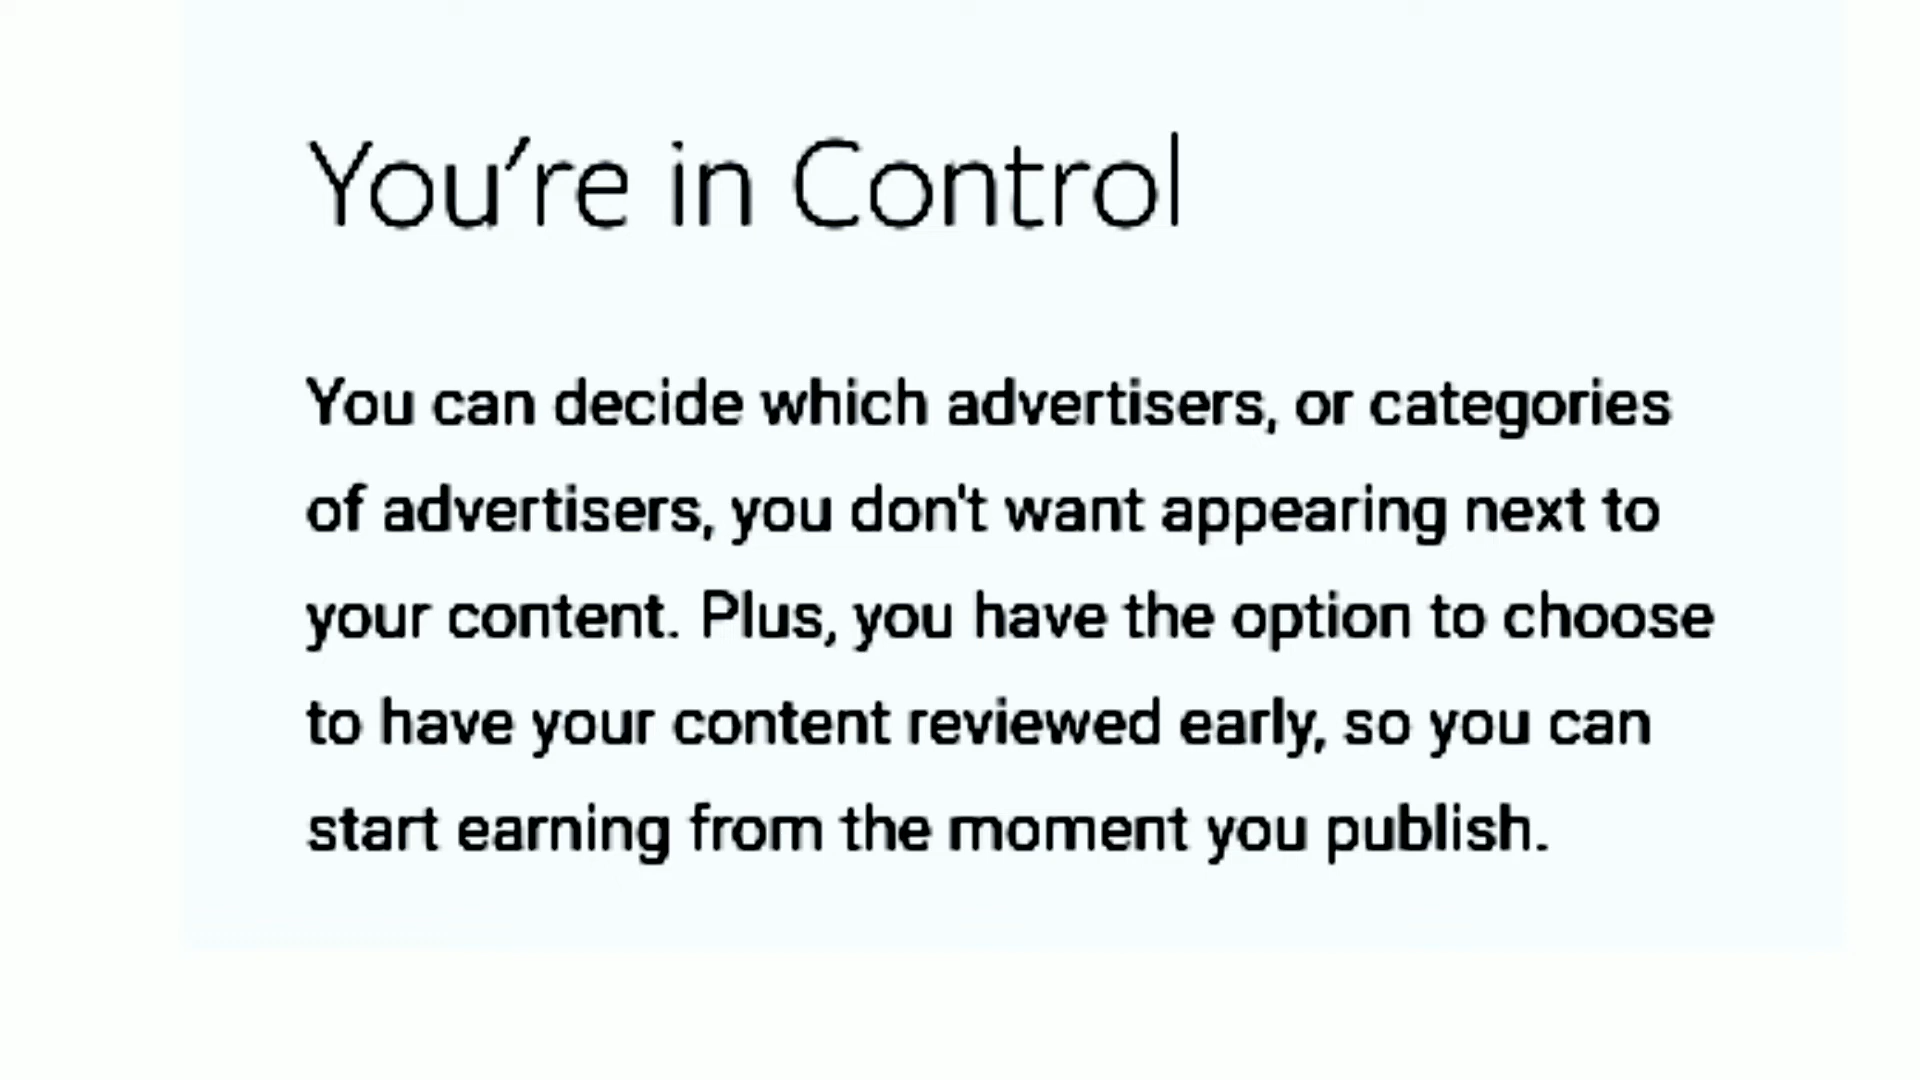 You’re in Control
You can decide which advertisers, or categories
of advertisers, you don't want appearing next to
your content. Plus, you have the option to choose
to have your content reviewed early, so you can
start earning from the moment you publish.